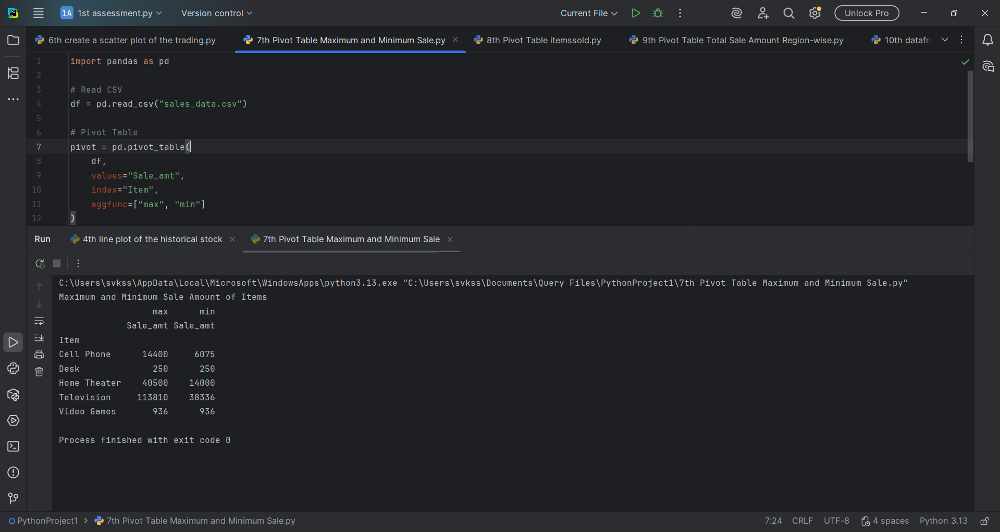 PC 1A 1st assessment.py Version control Current File Unlock Pro
6th create a scatter plot of the trading.py 7th Pivot Table Maximum and Minimum Sale.py 8th Pivot Table itemssold.py 9th Pivot Table Total Sale Amount Region-wise.py 10th datafr
1 import pandas as pd
2
3 # Read CSV
4 df = pd.read_csv("sales_data.csv")
5
6 # Pivot Table
7 pivot = pd.pivot_table(
8 df,
9 values="Sale_amt",
10 index="Item",
11 aggfunc=["max", "min"]
12 )
Run 4th line plot of the historical stock 7th Pivot Table Maximum and Minimum Sale
C:\Users\svkss\AppData\Local\Microsoft\WindowsApps\python3.13.exe "C:\Users\svkss\Documents\Query Files\PythonProject1\7th Pivot Table Maximum and Minimum Sale.py"
Maximum and Minimum Sale Amount of Items
max min
Sale_amt Sale_amt
Item
Cell Phone 14400 6075
Desk 250 250
Home Theater 40500 14000
Television 113810 38336
Video Games 936 936
Process finished with exit code 0
PythonProject1 > 7th Pivot Table Maximum and Minimum Sale.py 7:24 CRLF UTF-8 4 spaces Python 3.13